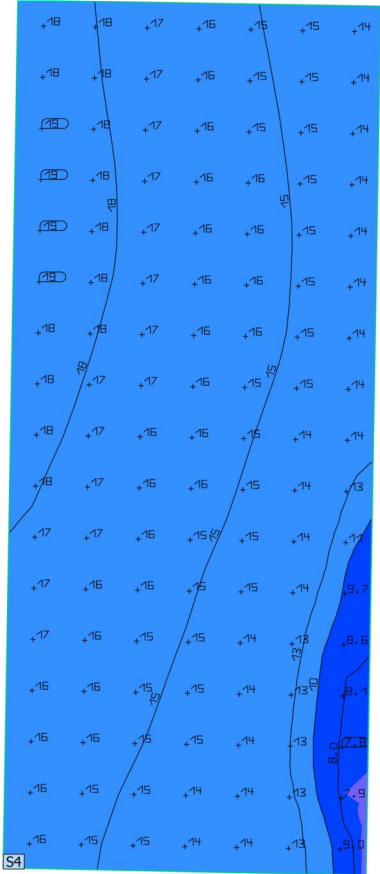 18 18 17 16 15 15 14
18 18 17 16 15 15 14
19 18 17 16 15 15 14
19 18 17 16 16 15 14
18
15
19 18 17 16 16 15 14
19 18 17 16 16 15 14
18 18 17 16 16 15 14
18
15
18 17 17 16 15 15 14
18 17 16 16 15 14 14
18 17 16 16 15 14 13
17 17 16 15 15 15 14 11
17 16 16 15 15 14 9.7
17 16 15 15 14 13 8.6
13
16 16 15 15 14 13 8.1
15
10
16 16 15 15 14 13 7.8
8.0
16 16 15 15 14 13 7.9
16 16 15 14 14 13 9.0
S4